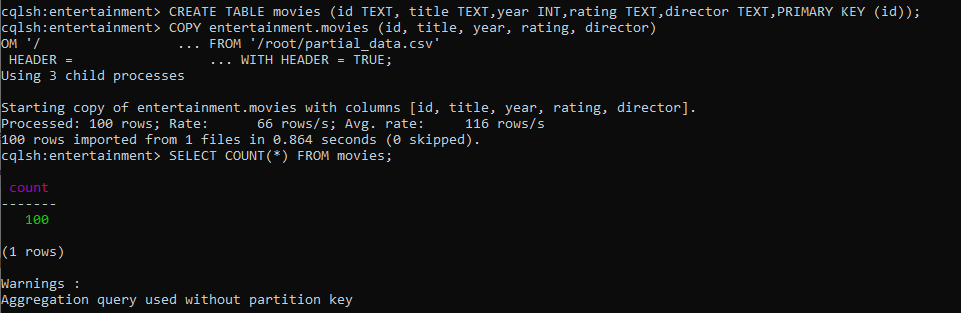 cqlsh:entertainment> CREATE TABLE movies (id TEXT, title TEXT,year INT,rating TEXT,director TEXT,PRIMARY KEY (id));
cqlsh:entertainment> COPY entertainment.movies (id, title, year, rating, director)
OM '/                 ... FROM '/root/partial_data.csv'
 HEADER =                 ... WITH HEADER = TRUE;
Using 3 child processes
Starting copy of entertainment.movies with columns [id, title, year, rating, director].
Processed: 100 rows; Rate:      66 rows/s; Avg. rate:     116 rows/s
100 rows imported from 1 files in 0.864 seconds (0 skipped).
cqlsh:entertainment> SELECT COUNT(*) FROM movies;
 count
-------
   100
(1 rows)
Warnings :
Aggregation query used without partition key